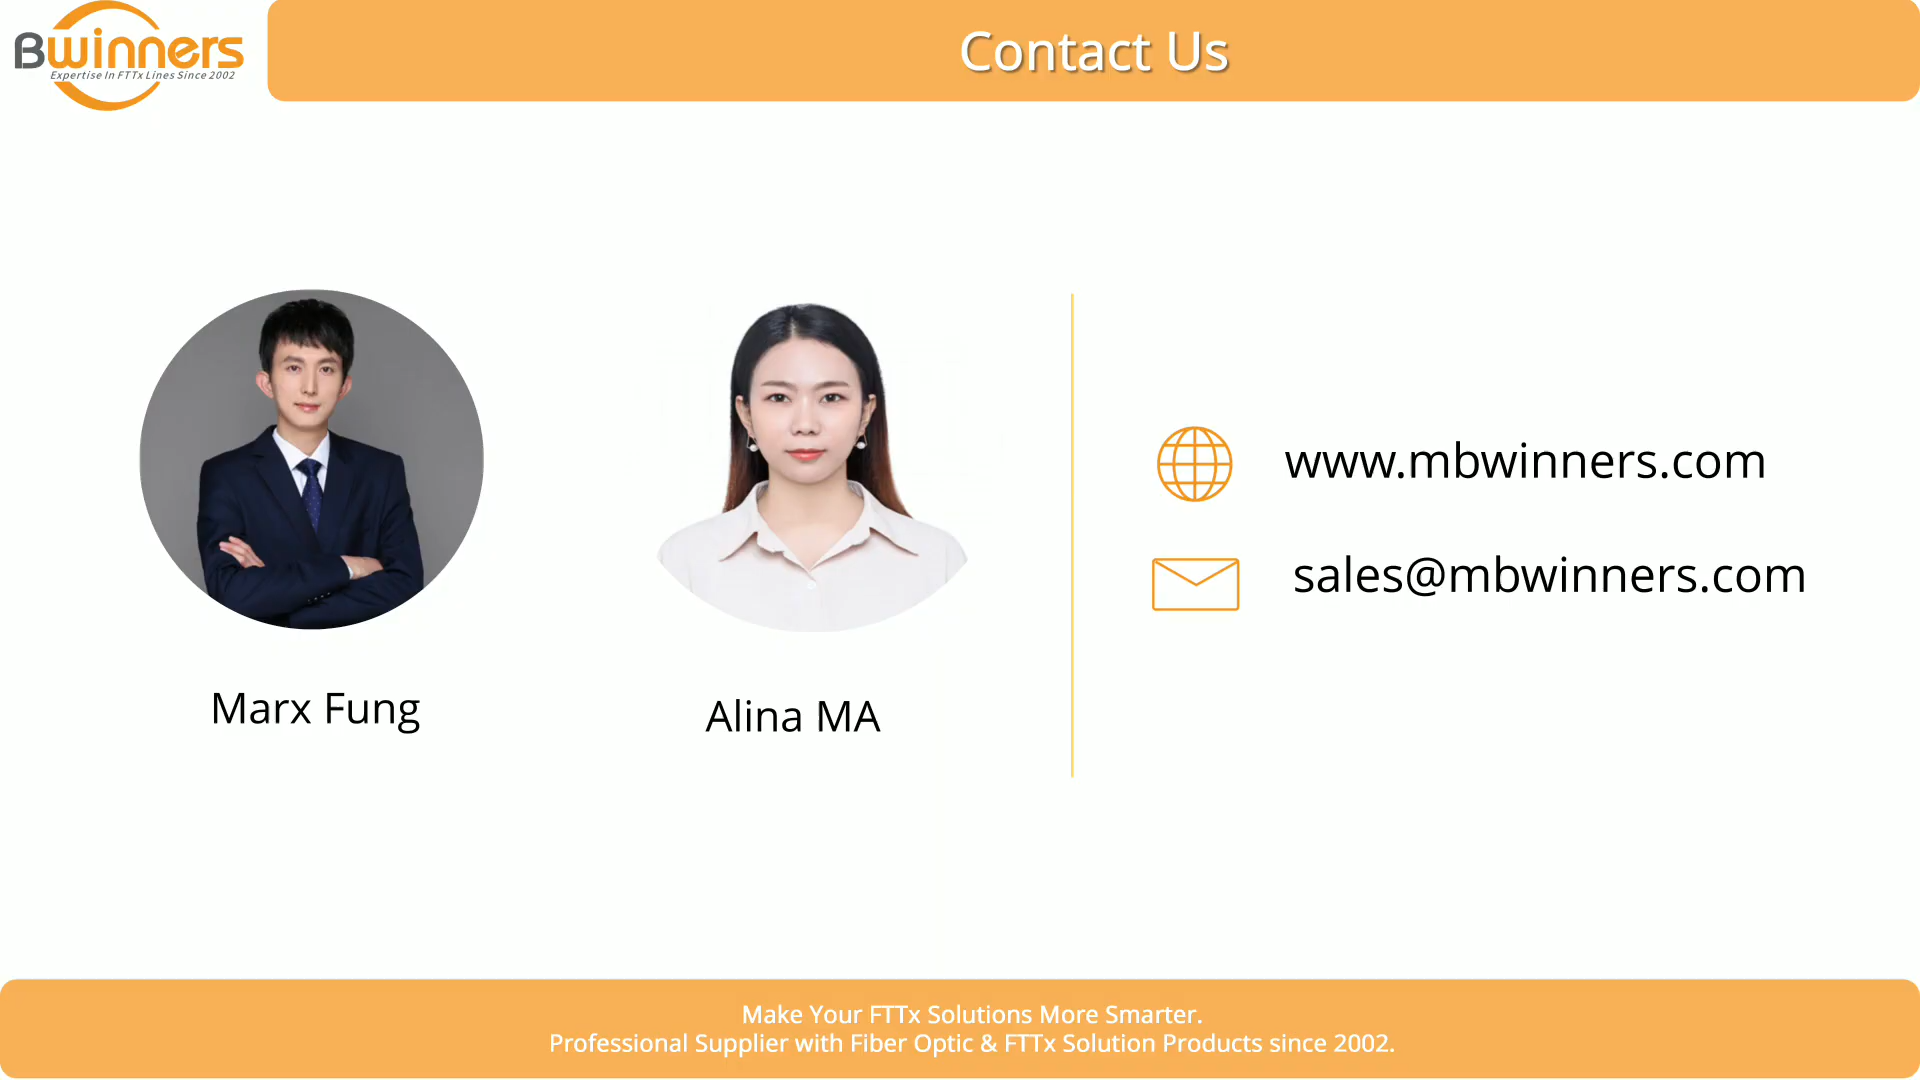 Bwinners
Expertise In FTTx Lines Since 2002
Contact Us
Marx Fung
Alina MA
www.mbwinners.com
sales@mbwinners.com
Make Your FTTx Solutions More Smarter.
Professional Supplier with Fiber Optic & FTTx Solution Products since 2002.